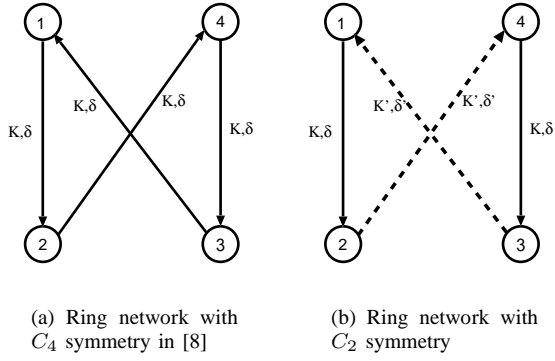 1
4
K,δ
K,δ
K,δ
K,δ
2
3
(a) Ring network with
C4 symmetry in [8]
1
4
K,δ
K',δ'
K',δ'
K,δ
2
3
(b) Ring network with
C2 symmetry